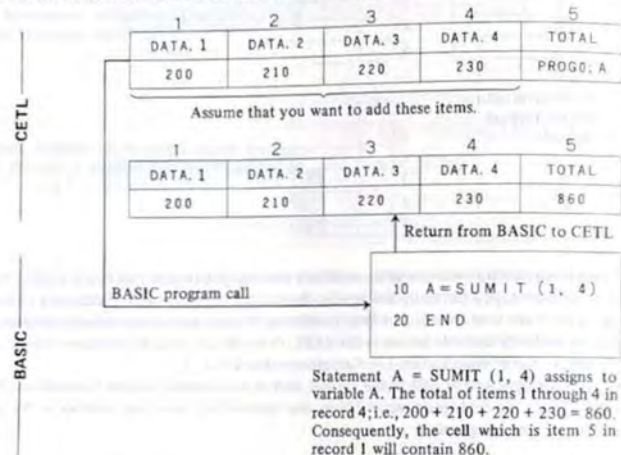 CETL
1 2 3 4 5
DATA. 1 DATA. 2 DATA. 3 DATA. 4 TOTAL
200 210 220 230 PROG0; A
Assume that you want to add these items.
1 2 3 4 5
DATA. 1 DATA. 2 DATA. 3 DATA. 4 TOTAL
200 210 220 230 860
Return from BASIC to CETL
BASIC
BASIC program call
10 A=SUMIT (1, 4)
20 END
Statement A = SUMIT (1, 4) assigns to
variable A. The total of items 1 through 4 in
record 4; i.e., 200 + 210 + 220 + 230 = 860.
Consequently, the cell which is item 5 in
record 1 will contain 860.